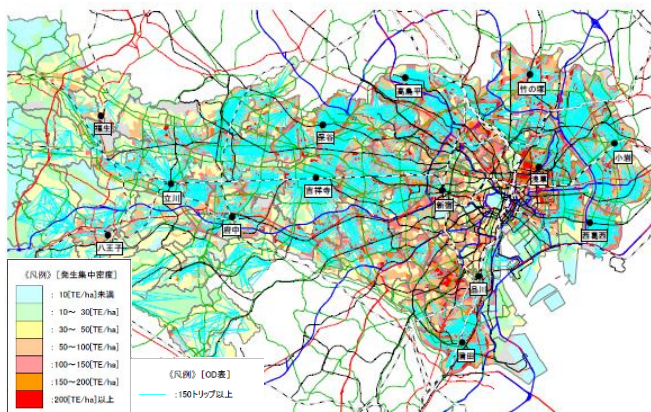 高島平
竹の塚
福生
保谷
小岩
浅草
立川
吉祥寺
新宿
府中
西葛西
八王子
品川
蒲田
《凡例》[発生集中密度]
：10[TE/ha]未満
：10～ 30[TE/ha]
：30～ 50[TE/ha]
：50～100[TE/ha]
：100～150[TE/ha]
：150～200[TE/ha]
：200[TE/ha]以上
《凡例》[OD表]
：150トリップ以上